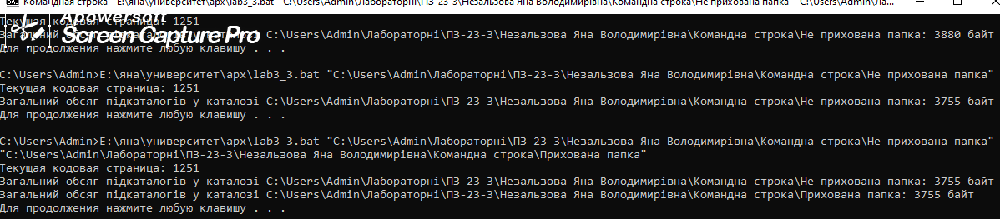 Командная строка - E:\яна\университет\арх\lab3_3.bat "C:\Users\Admin\Лабораторні\ПЗ-23-3\Незальзова Яна Володимирівна\Командна строка\Не прихована папка" "C:\Users\Admin\Ла...
Текущая кодовая страница: 1251
Apowersoft
Screen Capture Pro
Загальний обсяг підкаталогів у каталозі C:\Users\Admin\Лабораторні\ПЗ-23-3\Незальзова Яна Володимирівна\Командна строка\Не прихована папка: 3880 байт
Для продолжения нажмите любую клавишу . . .
C:\Users\Admin>E:\яна\университет\арх\lab3_3.bat "C:\Users\Admin\Лабораторні\ПЗ-23-3\Незальзова Яна Володимирівна\Командна строка\Не прихована папка"
Текущая кодовая страница: 1251
Загальний обсяг підкаталогів у каталозі C:\Users\Admin\Лабораторні\ПЗ-23-3\Незальзова Яна Володимирівна\Командна строка\Не прихована папка: 3755 байт
Для продолжения нажмите любую клавишу . . .
C:\Users\Admin>E:\яна\университет\арх\lab3_3.bat "C:\Users\Admin\Лабораторні\ПЗ-23-3\Незальзова Яна Володимирівна\Командна строка\Не прихована папка"
"C:\Users\Admin\Лабораторні\ПЗ-23-3\Незальзова Яна Володимирівна\Командна строка\Прихована папка"
Текущая кодовая страница: 1251
Загальний обсяг підкаталогів у каталозі C:\Users\Admin\Лабораторні\ПЗ-23-3\Незальзова Яна Володимирівна\Командна строка\Не прихована папка: 3755 байт
Загальний обсяг підкаталогів у каталозі C:\Users\Admin\Лабораторні\ПЗ-23-3\Незальзова Яна Володимирівна\Командна строка\Прихована папка: 3755 байт
Для продолжения нажмите любую клавишу . . .